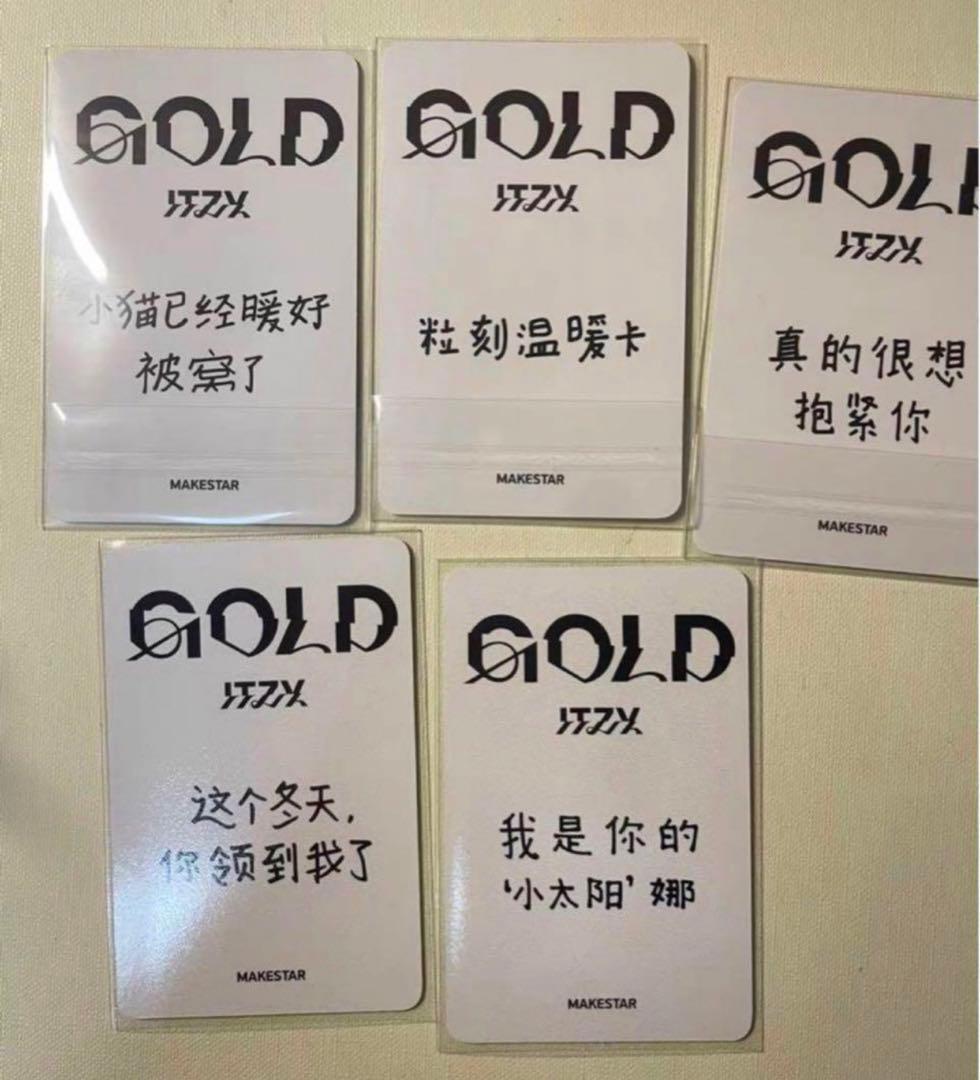 GOLD
ITZY
小猫已经暖好
被窝了
MAKESTAR
GOLD
ITZY
粒刻温暖卡
MAKESTAR
GOL
ITZY
真的很想
抱紧你
MAKESTAR
GOLD
ITZY
这个冬天,
你领到我了
MAKESTAR
GOLD
ITZY
我是你的
‘小太阳’娜
MAKESTAR